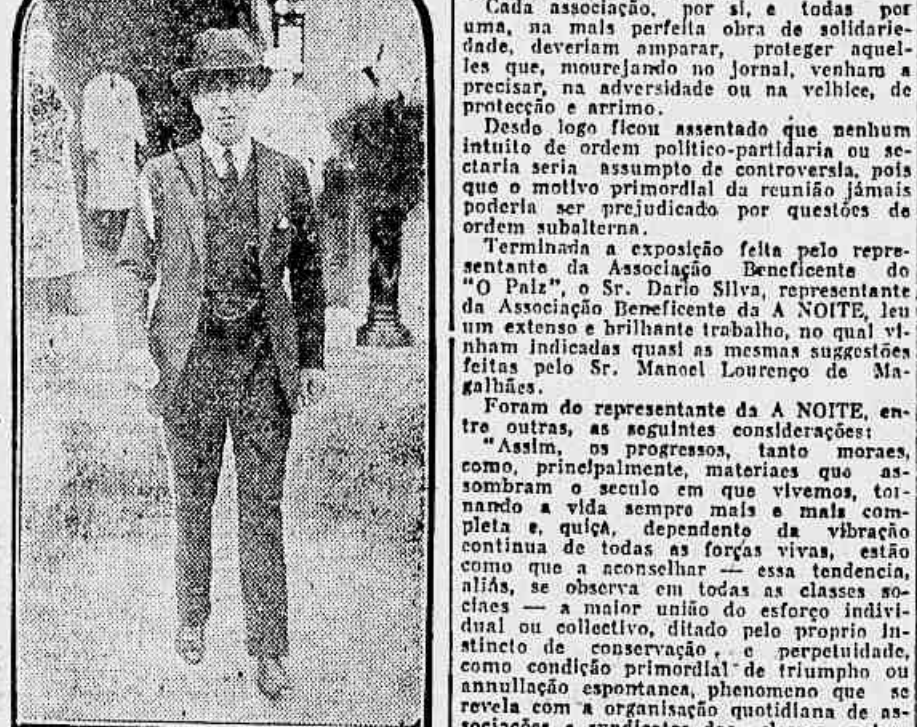 Cada associação, por si, e todas por
uma, na mais perfeita obra de solidarie-
dade, deveriam amparar, proteger aquel-
les que, mourejando no jornal, venham a
precisar, na adversidade ou na velhice, de
protecção e arrimo.
Desde logo ficou assentado que nenhum
intuito de ordem politico-partidaria ou se-
ctaria seria assumpto de controversia, pois
que o motivo primordial da reunião jámais
poderia ser prejudicado por questões de
ordem subalterna.
Terminada a exposição feita pelo repre-
sentante da Associação Beneficente do
"O Paiz", o Sr. Dario Silva, representante
da Associação Beneficente da A NOITE, leu
um extenso e brilhante trabalho, no qual vi-
nham indicadas quasi as mesmas suggestões
feitas pelo Sr. Manoel Lourenço de Ma-
galhães.
Foram do representante da A NOITE, en-
tre outras, as seguintes considerações:
"Assim, os progressos, tanto moraes,
como, principalmente, materiaes que as-
sombram o seculo em que vivemos, tor-
nando a vida sempre mais e mais com-
pleta e, quiçá, dependente da vibração
continua de todas as forças vivas, estão
como que a aconselhar — essa tendencia,
aliás, se observa em todas as classes so-
ciaes — a maior união do esforço indivi-
dual ou collectivo, ditado pelo proprio in-
stincto de conservação, e perpetuidade,
como condição primordial de triumpho ou
annullação espontanea, phenomeno que se
revela com a organisação quotidiana de as-